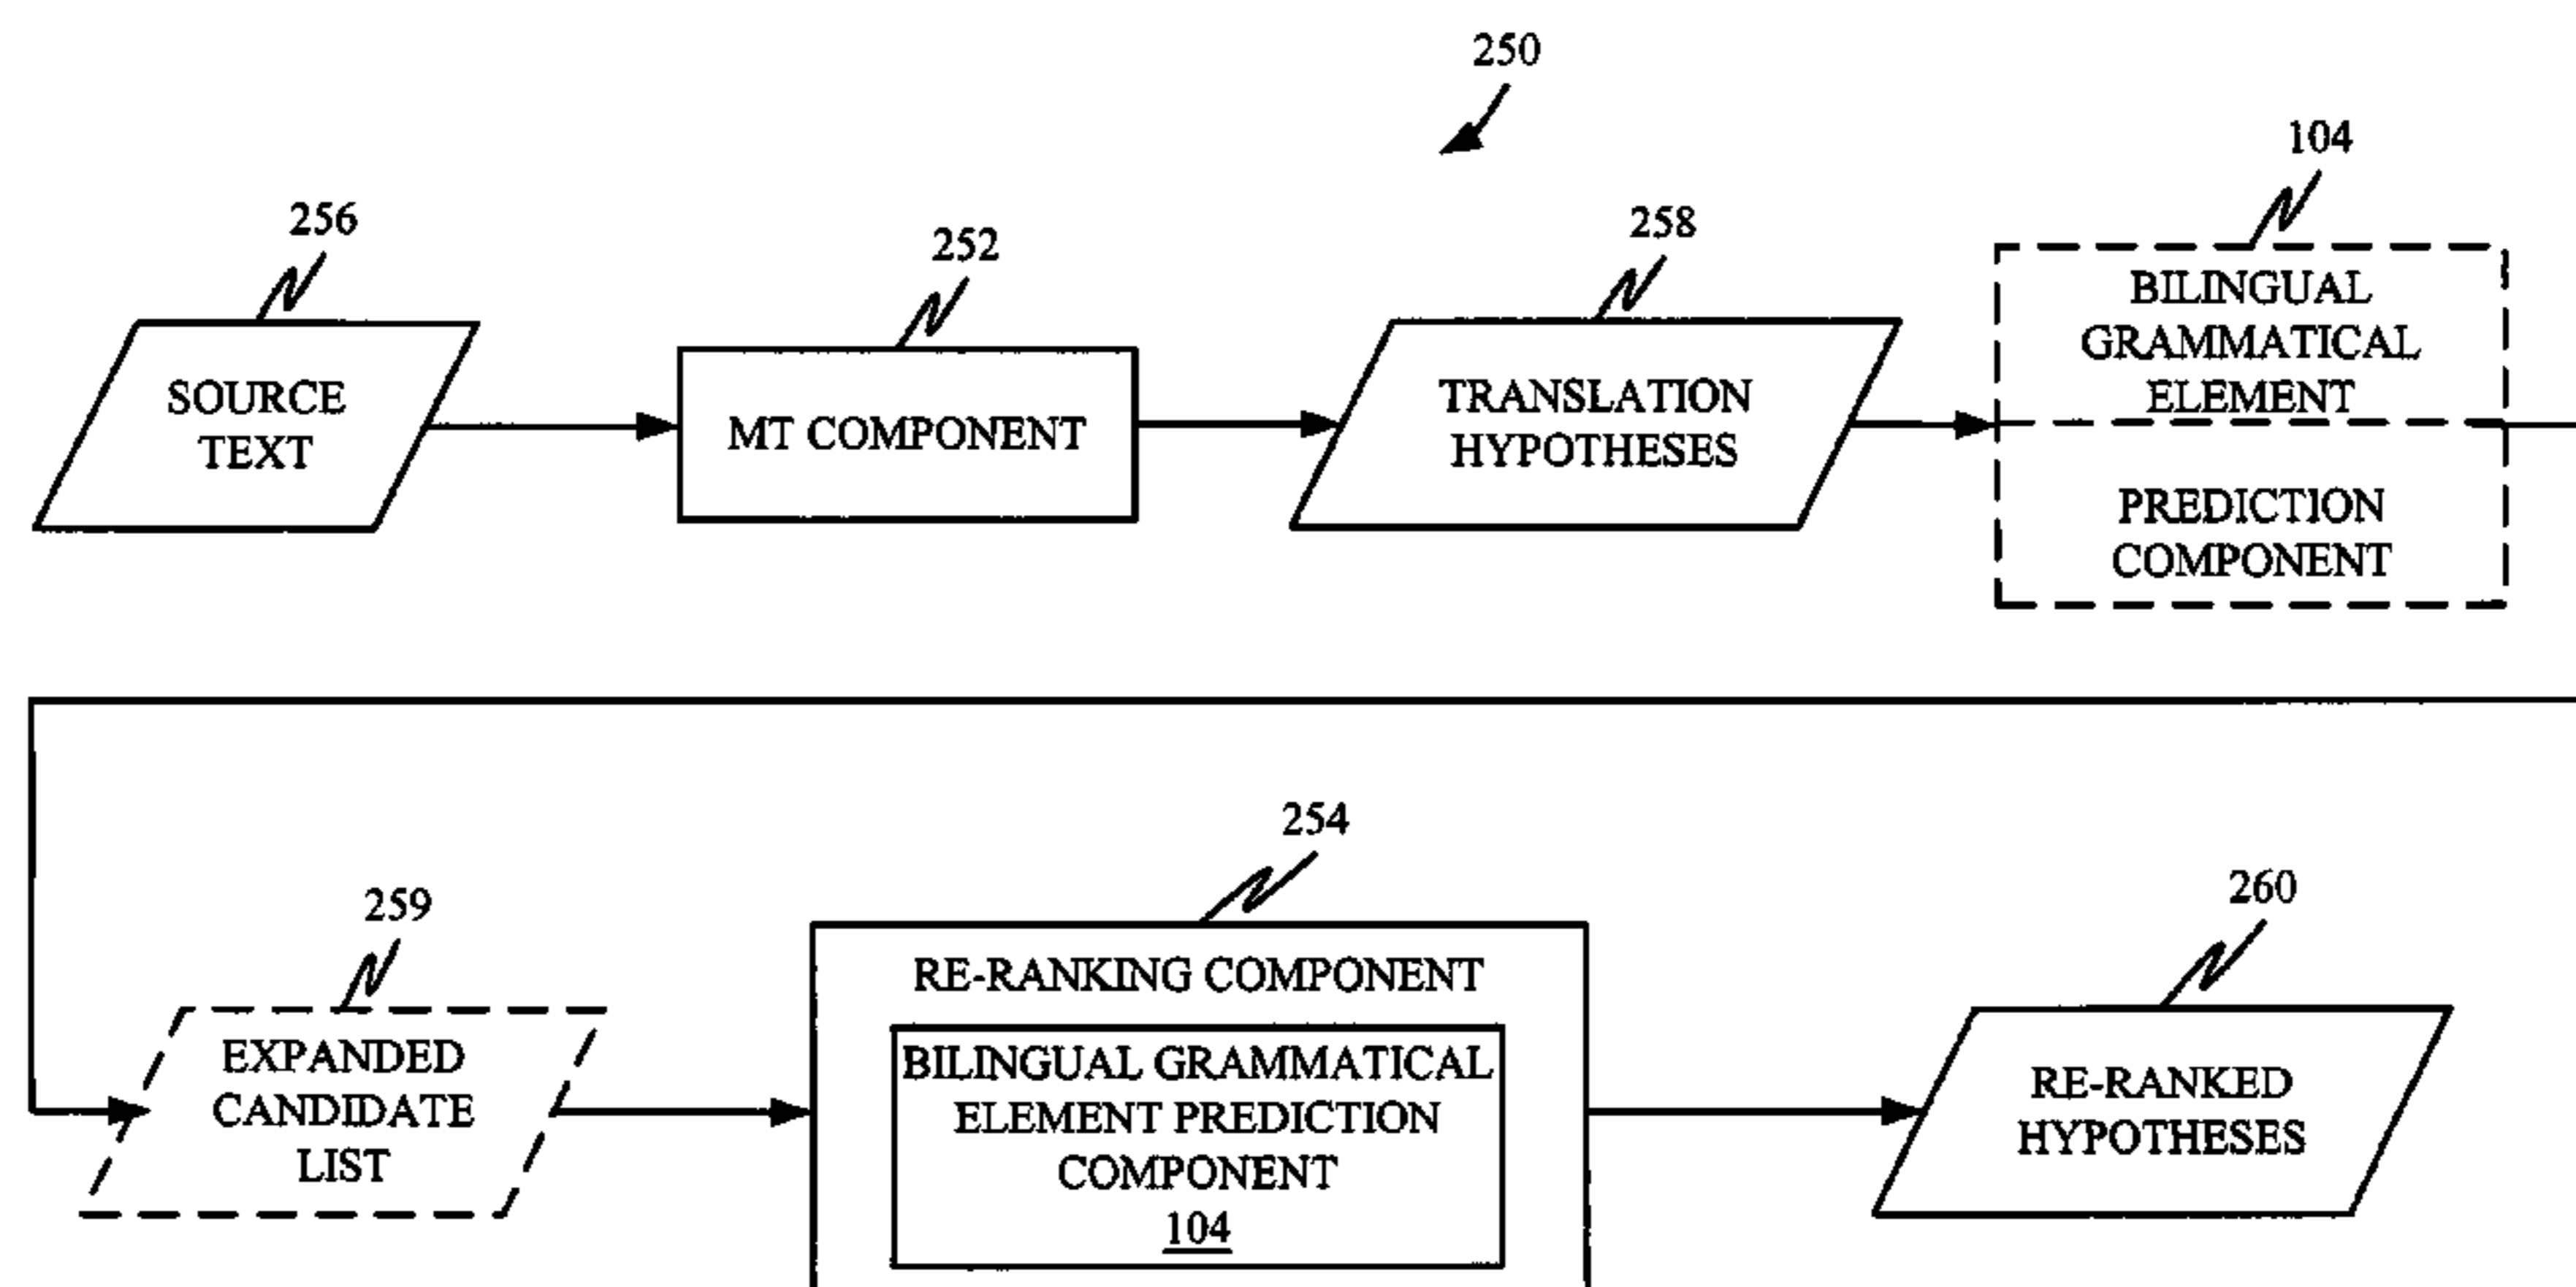 250
104
256
252
258
SOURCE
TEXT
MT COMPONENT
TRANSLATION
HYPOTHESES
BILINGUAL
GRAMMATICAL
ELEMENT
PREDICTION
COMPONENT
259
254
260
EXPANDED
CANDIDATE
LIST
RE-RANKING COMPONENT
BILINGUAL GRAMMATICAL
ELEMENT PREDICTION
COMPONENT
104
RE-RANKED
HYPOTHESES